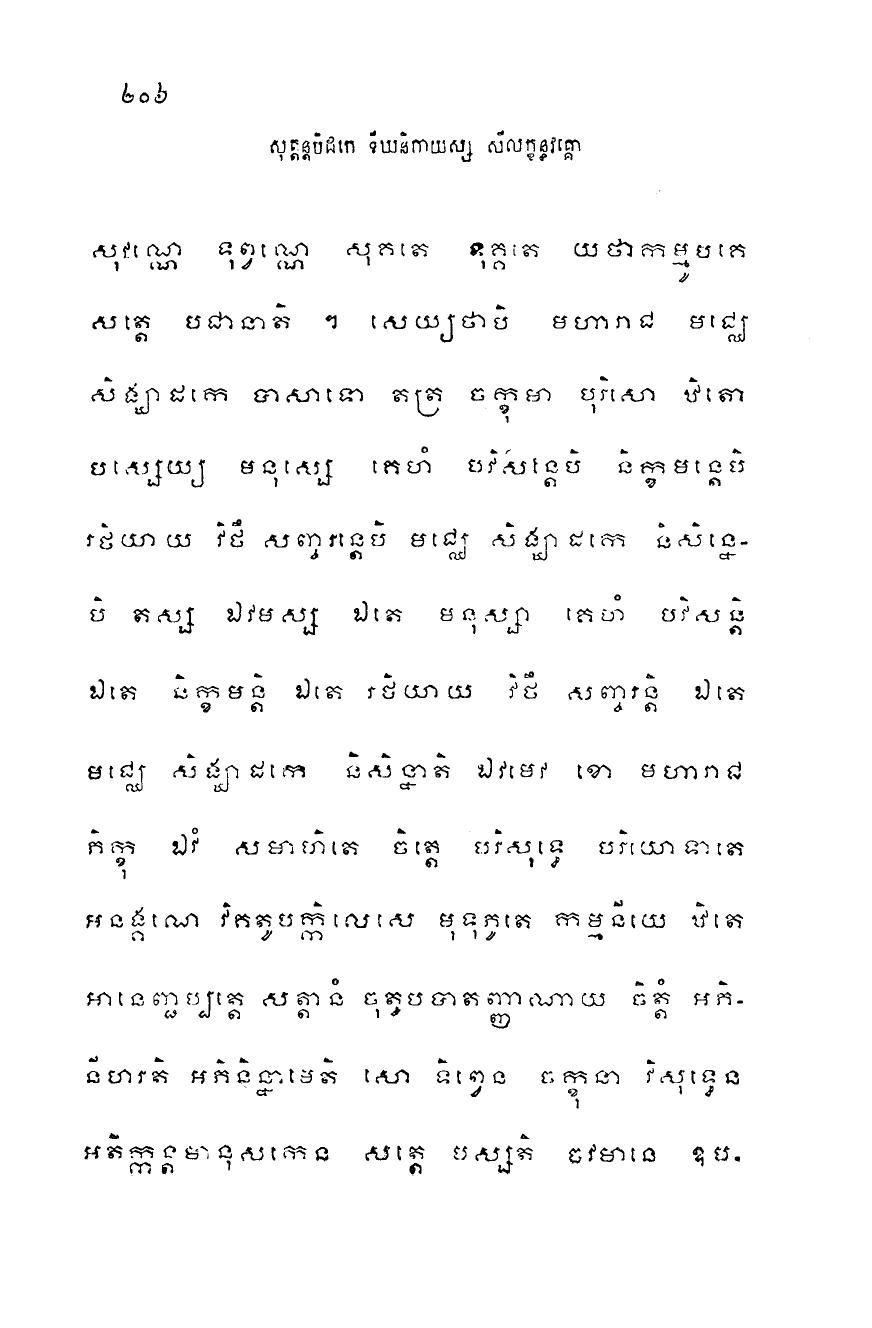 ២០៦
សុត្តន្តបិដកេ ទីឃនិកាយស្ស សីលក្ខន្ធវគ្គោ
សុវណ្ណេ ទុព្វណ្ណេ សុគតេ ទុគ្គតេ យថាកម្មូបគេ
សត្តេ បជានាតិ ។ សេយ្យថាបិ មហារាជ មជ្ឈេ
សិង្ឃាដកេ បាសាទោ តត្រ ចក្ខុមា បុរិសោ ឋិតោ
បស្សេយ្យ មនុស្សេ គេហំ បវិសន្តេបិ និក្ខមន្តេបិ
រថិយាយ វិថឹ សញ្ចរន្តេបិ មជ្ឈេ សិង្ឃាដកេ និសិន្នេ-
បិ តស្ស ឯវមស្ស ឯតេ មនុស្សា គេហំ បវិសន្តិ
ឯតេ និក្ខមន្តិ ឯតេ រថិយាយ វិថឹ សញ្ចរន្តិ ឯតេ
មជ្ឈេ សិង្ឃាដកេ និសិន្នាតិ ឯវមេវ ខោ មហារាជ
ភិក្ខុ ឯវំ សមាហិតេ ចិត្តេ បរិសុទ្ធេ បរិយោទាតេ
អនង្គណេ វិគតូបក្កិលេសេ មុទុភូតេ កម្មនីយេ ឋិតេ
អានេញ្ជប្បត្តេ សត្តានំ ចុតូបបាតញ្ញាណាយ ចិត្តំ អភិ-
នីហរតិ អភិនិន្នាមេតិ សោ ទិព្វេន ចក្ខុនា វិសុទ្ធេន
អតិក្កន្តមានុសកេន សត្តេ បស្សតិ ចវមានេ ឧប-